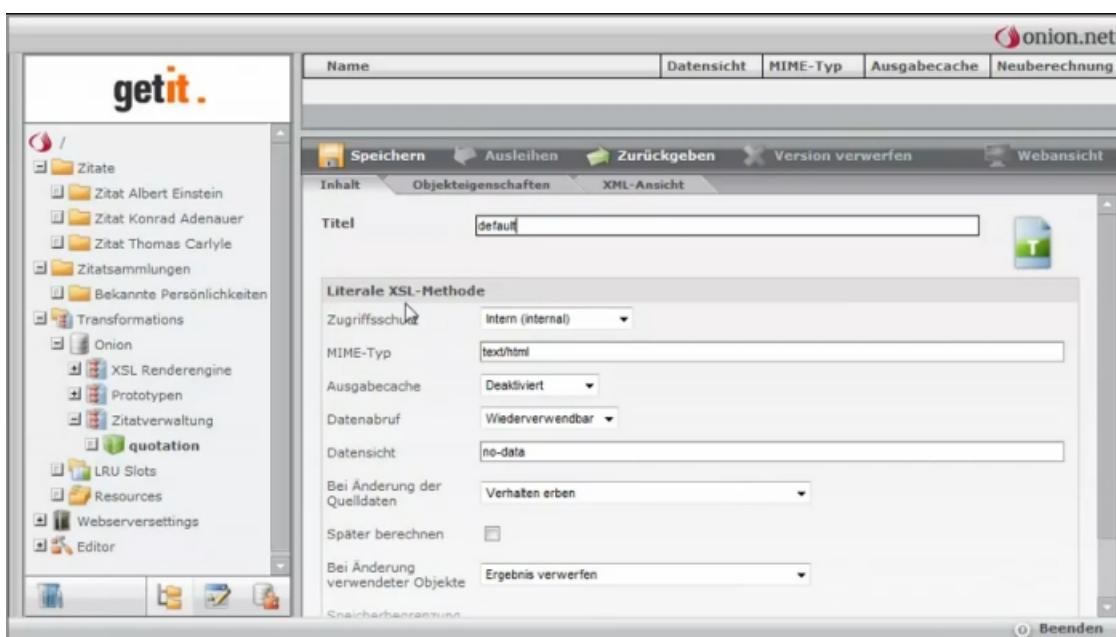 onion.net
getit.
Name Datensicht MIME-Typ Ausgabecache Neuberechnung
/
Zitate
Zitat Albert Einstein
Zitat Konrad Adenauer
Zitat Thomas Carlyle
Zitatsammlungen
Bekannte Persönlichkeiten
Transformations
Onion
XSL Renderengine
Prototypen
Zitatverwaltung
quotation
LRU Slots
Resources
Webserversettings
Editor
Speichern Ausleihen Zurückgeben Version verwerfen Webansicht
Inhalt Objekteigenschaften XML-Ansicht
Titel default
T
Literale XSL-Methode
Zugriffsschutz Intern (internal)
MIME-Typ text/html
Ausgabecache Deaktiviert
Datenabruf Wiederverwendbar
Datensicht no-data
Bei Änderung der
Quelldaten Verhalten erben
Später berechnen
Bei Änderung
verwendeter Objekte Ergebnis verwerfen
Speicherbegrenzung
Beenden